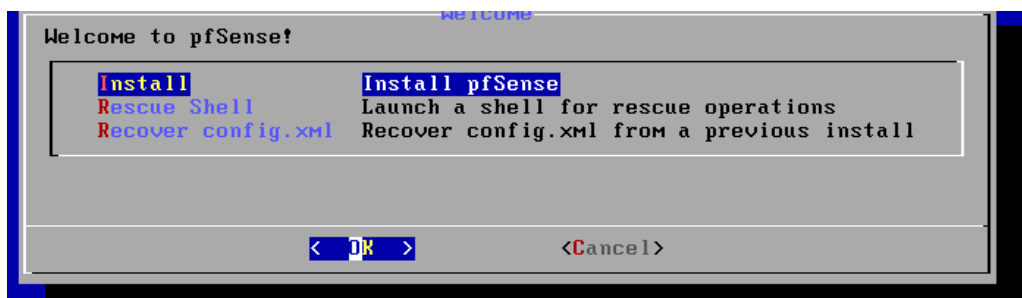 Welcome
Welcome to pfSense!
Install Install pfSense
Rescue Shell Launch a shell for rescue operations
Recover config.xml Recover config.xml from a previous install
< OK > <Cancel>